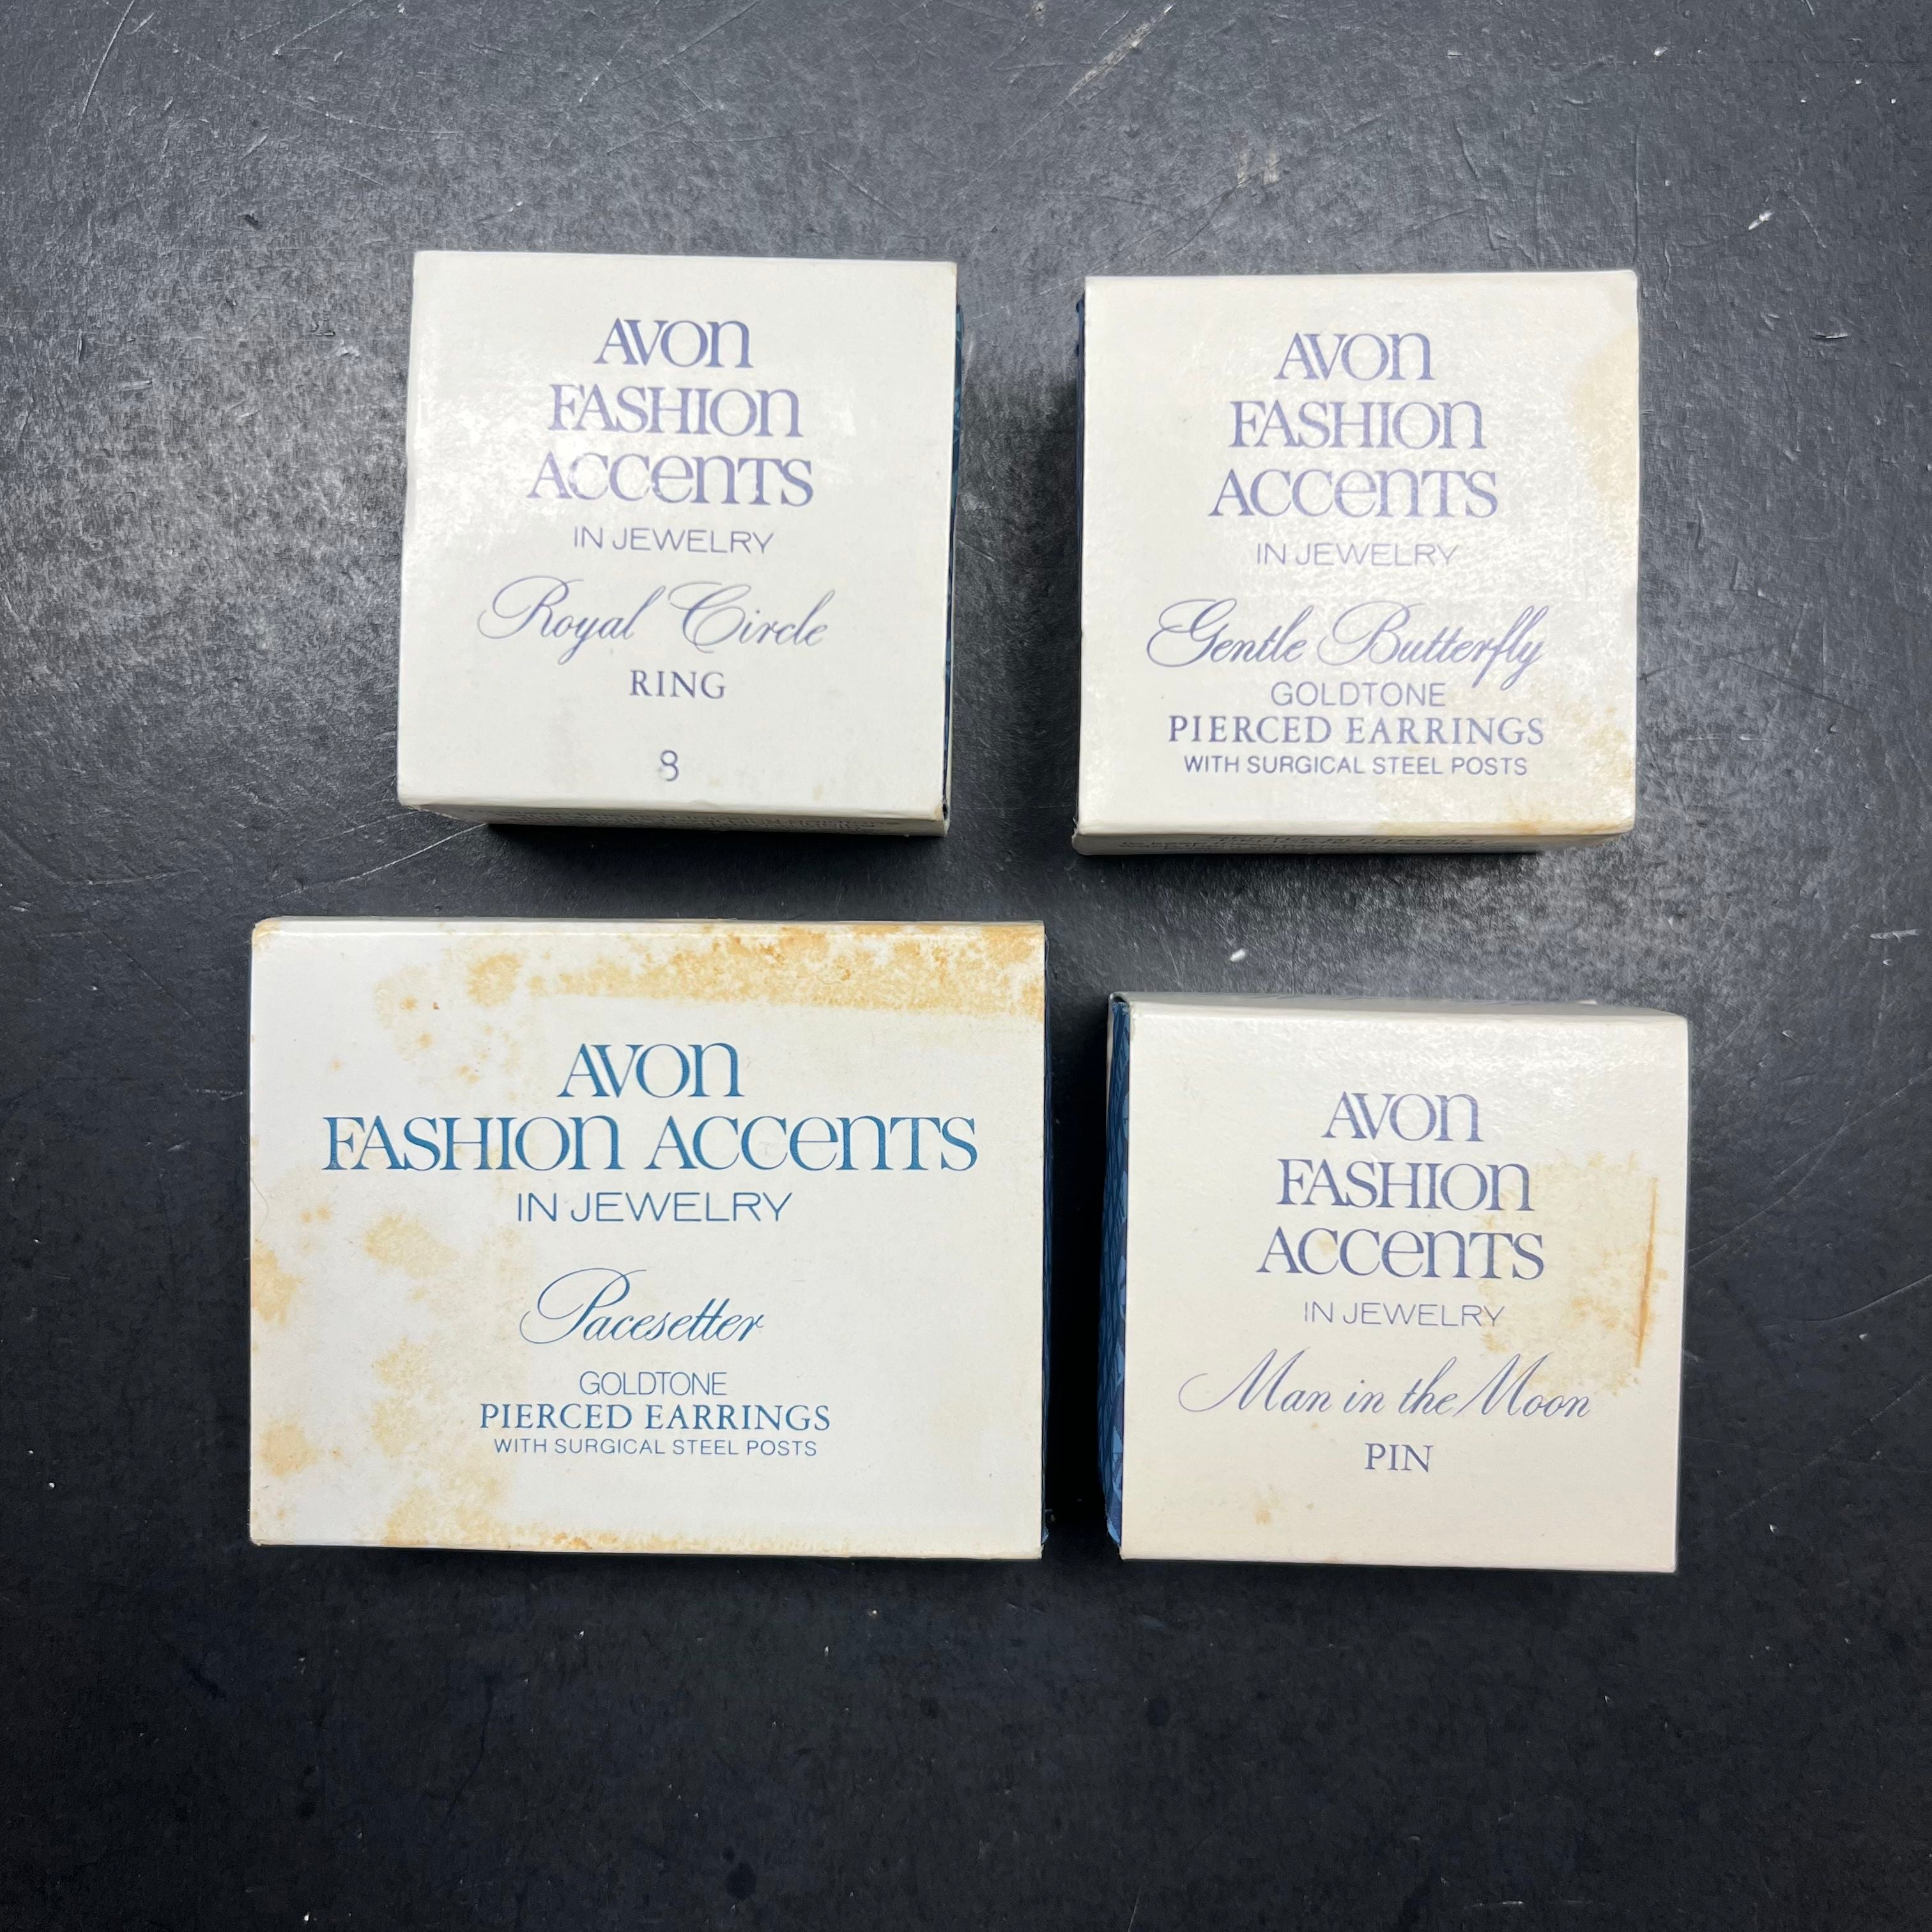 AVON
FASHION
ACCENTS
IN JEWELRY
Royal Circle
RING
8
AVON
FASHION
ACCENTS
IN JEWELRY
Gentle Butterfly
GOLDTONE
PIERCED EARRINGS
WITH SURGICAL STEEL POSTS
AVON
FASHION ACCENTS
IN JEWELRY
Pacesetter
GOLDTONE
PIERCED EARRINGS
WITH SURGICAL STEEL POSTS
AVON
FASHION
ACCENTS
IN JEWELRY
Man in the Moon
PIN